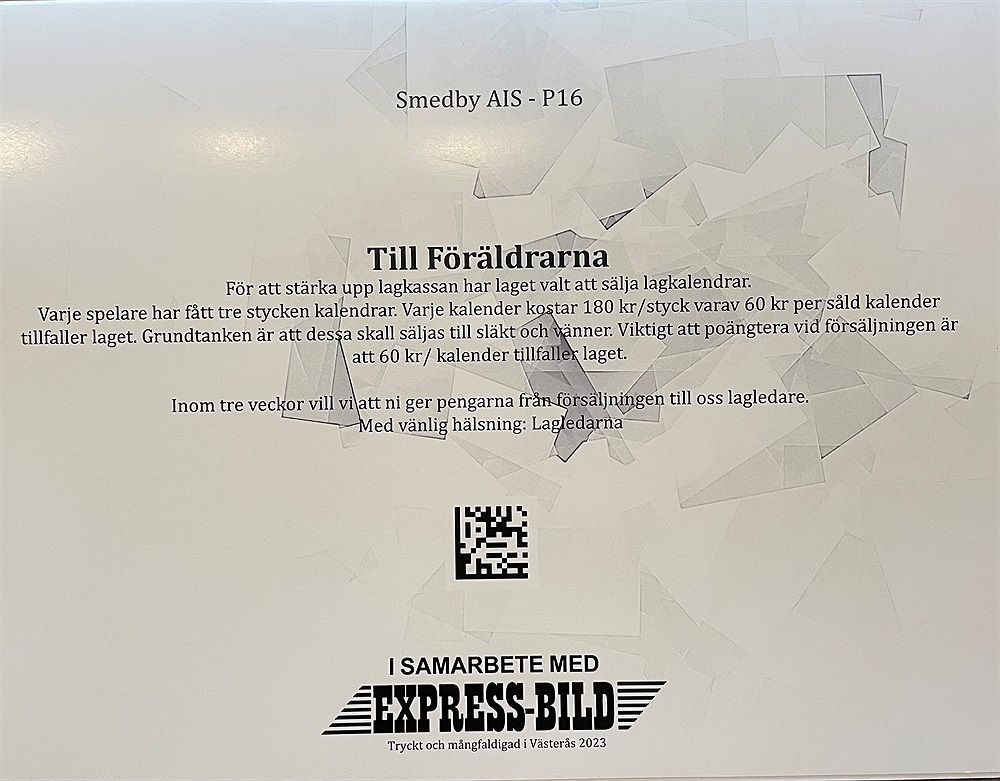 Smedby AIS - P16
Till Föräldrarna
För att stärka upp lagkassan har laget valt att sälja lagkalendrar.
Varje spelare har fått tre stycken kalendrar. Varje kalender kostar 180 kr/styck varav 60 kr per såld kalender
tillfaller laget. Grundtanken är att dessa skall säljas till släkt och vänner. Viktigt att poängtera vid försäljningen är
att 60 kr/ kalender tillfaller laget.
Inom tre veckor vill vi att ni ger pengarna från försäljningen till oss lagledare.
Med vänlig hälsning: Lagledarna
I SAMARBETE MED
EXPRESS-BILD
Tryckt och mångfaldigad i Västerås 2023